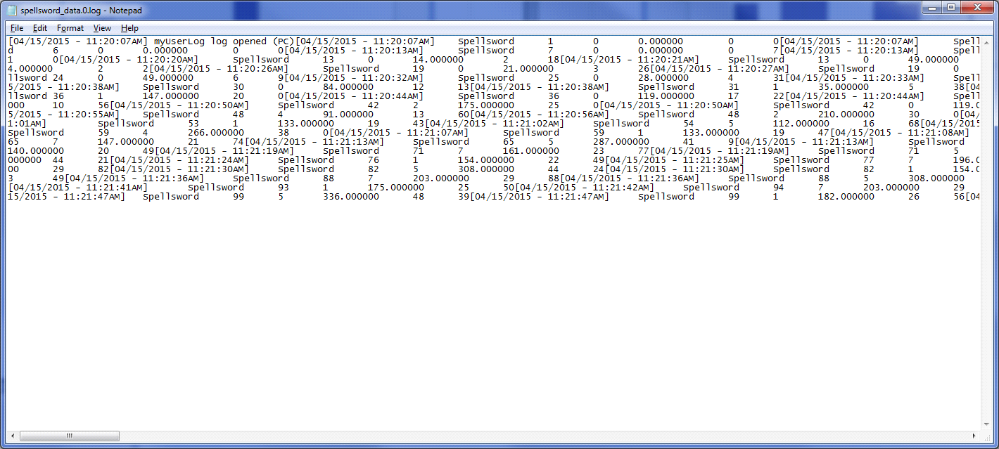 spellsword_data.0.log - Notepad
File Edit Format View Help
[04/15/2015 - 11:20:07AM] myUserLog log opened (PC)[04/15/2015 - 11:20:07AM] Spellsword 1 0 0.000000 0 0[04/15/2015 - 11:20:07AM] Spell
d 6 0 0.000000 0 0[04/15/2015 - 11:20:13AM] Spellsword 7 0 0.000000 0 7[04/15/2015 - 11:20:13AM] Spell
1 0[04/15/2015 - 11:20:20AM] Spellsword 13 0 14.000000 2 18[04/15/2015 - 11:20:21AM] Spellsword 13 0 49.000000
4.000000 2 2[04/15/2015 - 11:20:26AM] Spellsword 19 0 21.000000 3 26[04/15/2015 - 11:20:27AM] Spellsword 19 0
llsword 24 0 49.000000 6 9[04/15/2015 - 11:20:32AM] Spellsword 25 0 28.000000 4 31[04/15/2015 - 11:20:33AM] Spell
5/2015 - 11:20:38AM] Spellsword 30 0 84.000000 12 13[04/15/2015 - 11:20:38AM] Spellsword 31 1 35.000000 5 38[04
llsword 36 1 147.000000 20 0[04/15/2015 - 11:20:44AM] Spellsword 36 0 119.000000 17 22[04/15/2015 - 11:20:44AM] Spell
000 10 56[04/15/2015 - 11:20:50AM] Spellsword 42 2 175.000000 25 0[04/15/2015 - 11:20:50AM] Spellsword 42 0 119.0
5/2015 - 11:20:55AM] Spellsword 48 4 91.000000 13 60[04/15/2015 - 11:20:56AM] Spellsword 48 2 210.000000 30 0[04/
1:01AM] Spellsword 53 1 133.000000 19 43[04/15/2015 - 11:21:02AM] Spellsword 54 5 112.000000 16 68[04/15/2015
Spellsword 59 4 266.000000 38 0[04/15/2015 - 11:21:07AM] Spellsword 59 1 133.000000 19 47[04/15/2015 - 11:21:08AM]
65 7 147.000000 21 74[04/15/2015 - 11:21:13AM] Spellsword 65 5 287.000000 41 9[04/15/2015 - 11:21:13AM] Spellsword
140.000000 20 49[04/15/2015 - 11:21:19AM] Spellsword 71 7 161.000000 23 77[04/15/2015 - 11:21:19AM] Spellsword 71 5
000000 44 21[04/15/2015 - 11:21:24AM] Spellsword 76 1 154.000000 22 49[04/15/2015 - 11:21:25AM] Spellsword 77 7 196.0
00 29 82[04/15/2015 - 11:21:30AM] Spellsword 82 5 308.000000 44 24[04/15/2015 - 11:21:30AM] Spellsword 82 1 154.0
3 49[04/15/2015 - 11:21:36AM] Spellsword 88 7 203.000000 29 88[04/15/2015 - 11:21:36AM] Spellsword 88 5 308.000000
[04/15/2015 - 11:21:41AM] Spellsword 93 1 175.000000 25 50[04/15/2015 - 11:21:42AM] Spellsword 94 7 203.000000 29
15/2015 - 11:21:47AM] Spellsword 99 5 336.000000 48 39[04/15/2015 - 11:21:47AM] Spellsword 99 1 182.000000 26 56[04